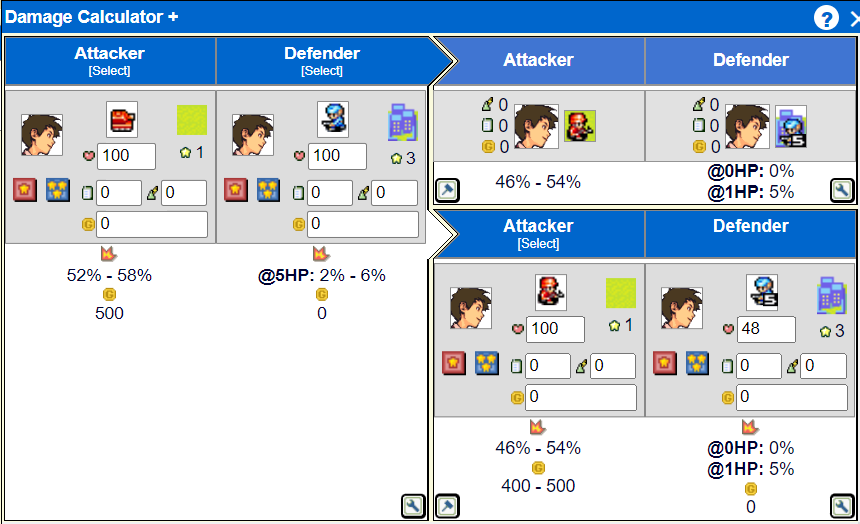 Damage Calculator +
?
Attacker
[Select]
Defender
[Select]
100
1
0
0
0
52% - 58%
500
100
3
0
0
0
@5HP: 2% - 6%
0
Attacker
Defender
0
0
0
46% - 54%
0
0
0
5
@0HP: 0%
@1HP: 5%
Attacker
[Select]
Defender
100
1
0
0
0
46% - 54%
400 - 500
5
48
3
0
0
0
@0HP: 0%
@1HP: 5%
0